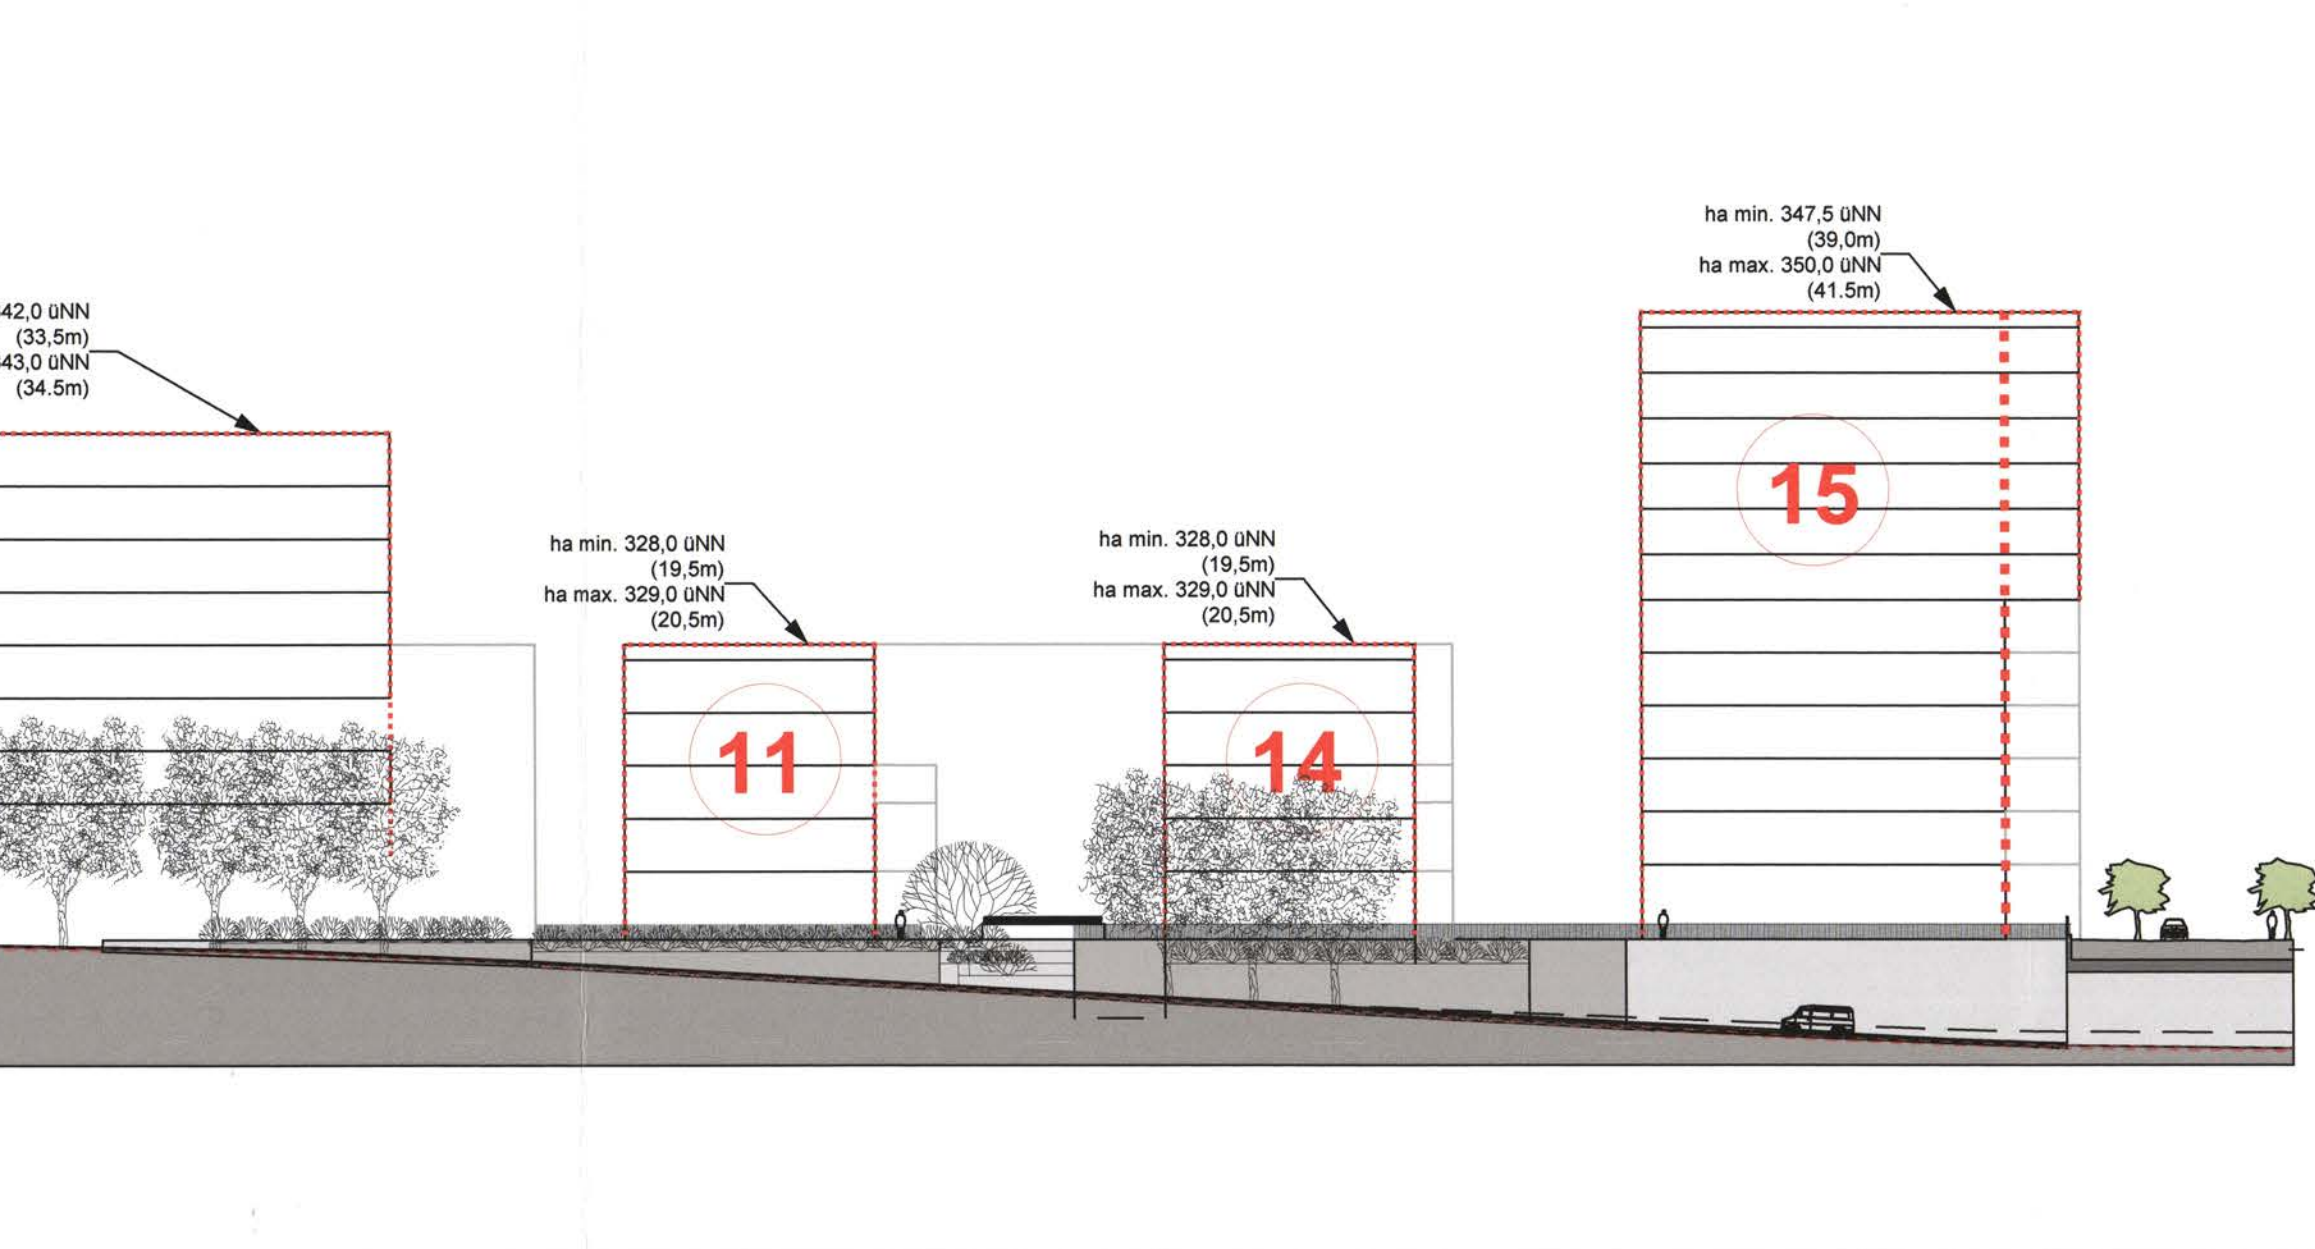 42,0 üNN
(33,5m)
43,0 üNN
(34.5m)
ha min. 328,0 üNN
(19,5m)
ha max. 329,0 üNN
(20,5m)
11
ha min. 328,0 üNN
(19,5m)
ha max. 329,0 üNN
(20,5m)
14
ha min. 347,5 üNN
(39,0m)
ha max. 350,0 üNN
(41.5m)
15